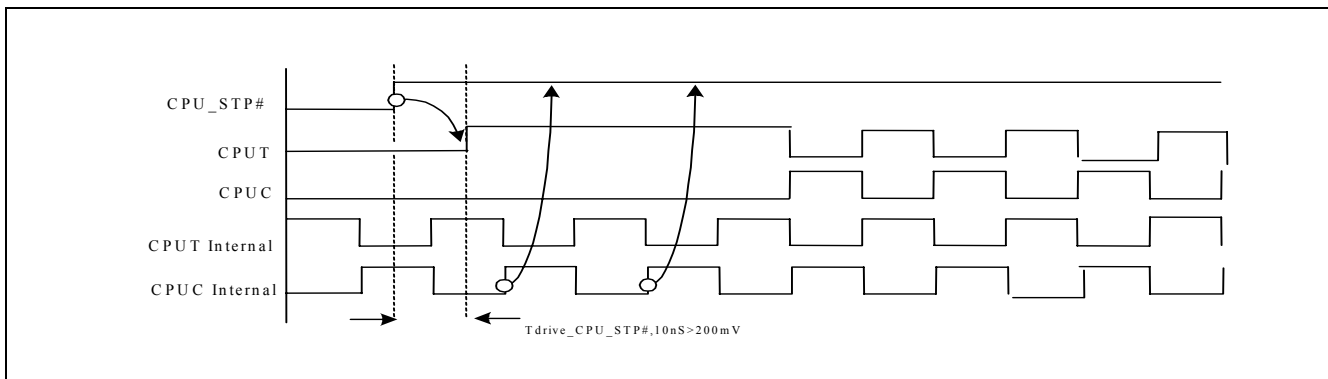 CPU_STP#
CPUT
CPUC
CPUT Internal
CPUC Internal
Tdrive_CPU_STP#,10nS>200mV